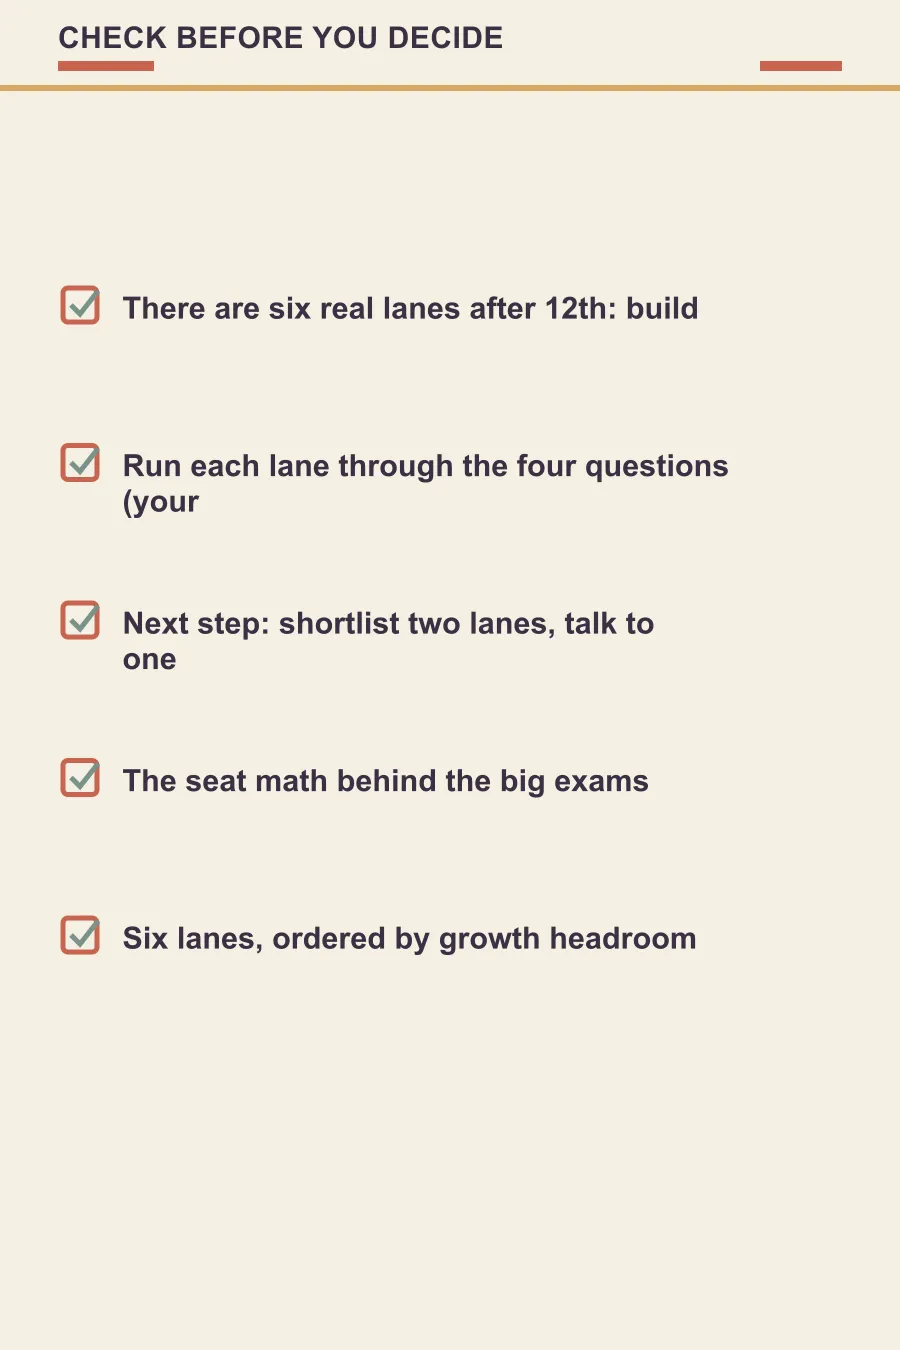 CHECK BEFORE YOU DECIDE
There are six real lanes after 12th: build
Run each lane through the four questions
(your
Next step: shortlist two lanes, talk to
one
The seat math behind the big exams
Six lanes, ordered by growth headroom